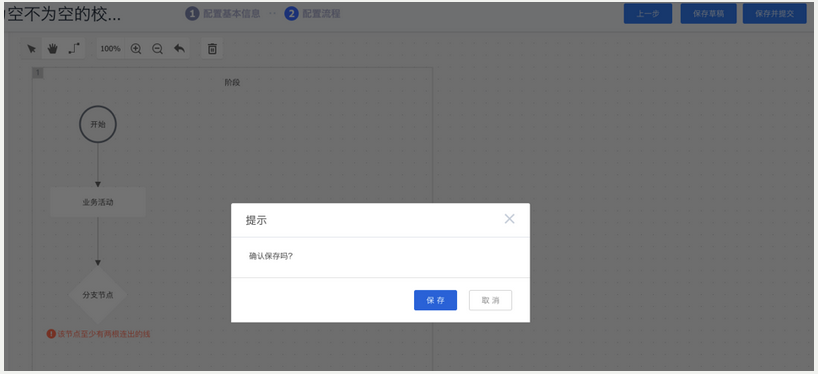 空不为空的校...
1 配置基本信息 → 2 配置流程
上一步 保存草稿 保存并提交
100%
阶段
开始
业务活动
分支节点
该节点至少有两根连出的线
提示
确认保存吗?
保存 取消